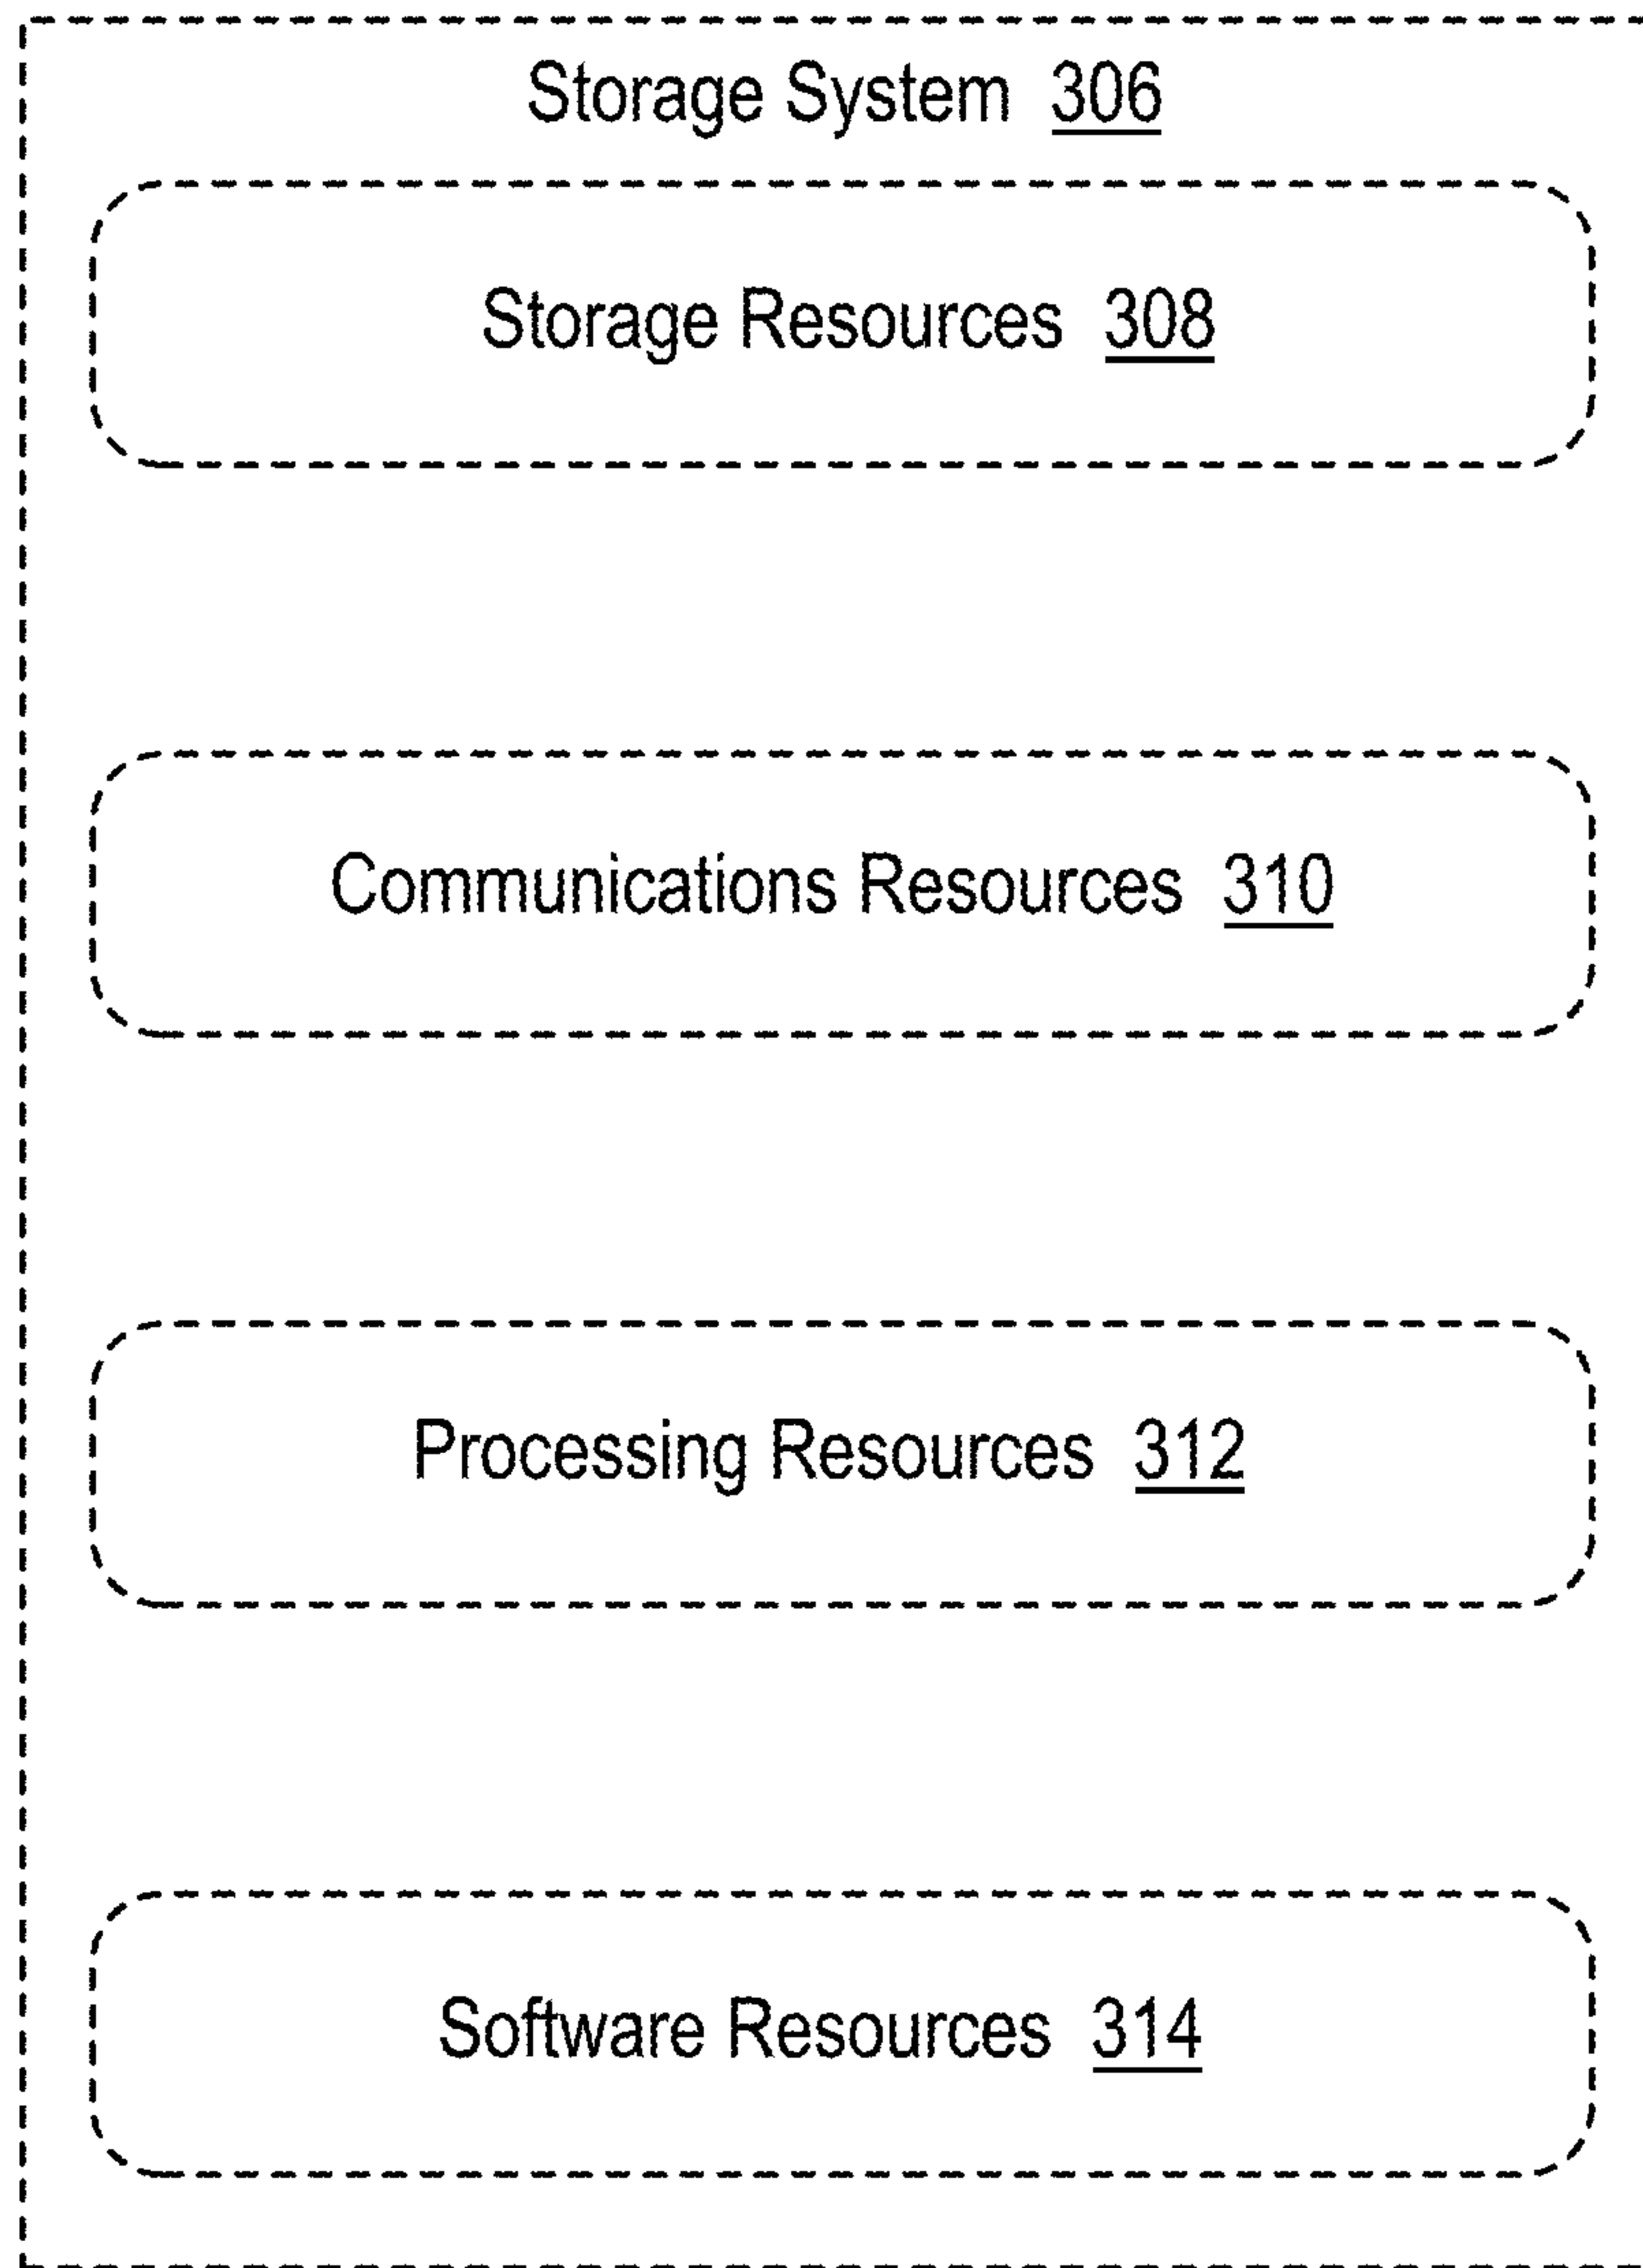 Storage System 306
Storage Resources 308
Communications Resources 310
Processing Resources 312
Software Resources 314